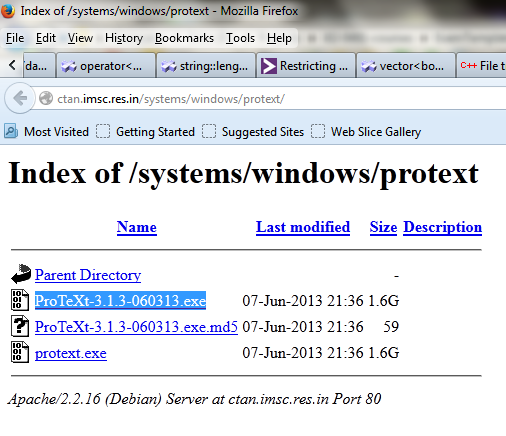 Index of /systems/windows/protext - Mozilla Firefox
File Edit View History Bookmarks Tools Help
/da... operator<... string::leng... Restricting ... vector<bo... C++ File t
ctan.imsc.res.in/systems/windows/protext/
Most Visited Getting Started Suggested Sites Web Slice Gallery
Index of /systems/windows/protext
Name Last modified Size Description
Parent Directory -
ProTeXt-3.1.3-060313.exe 07-Jun-2013 21:36 1.6G
ProTeXt-3.1.3-060313.exe.md5 07-Jun-2013 21:36 59
protext.exe 07-Jun-2013 21:36 1.6G
Apache/2.2.16 (Debian) Server at ctan.imsc.res.in Port 80